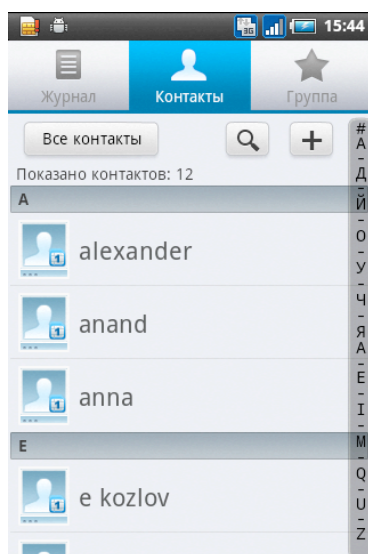 15:44
Журнал Контакты Группа
Все контакты
Показано контактов: 12
A
alexander
anand
anna
E
e kozlov
#
А
-
Д
-
Й
-
О
-
У
-
Ч
-
Я
A
-
E
-
I
-
M
-
Q
-
U
-
Z